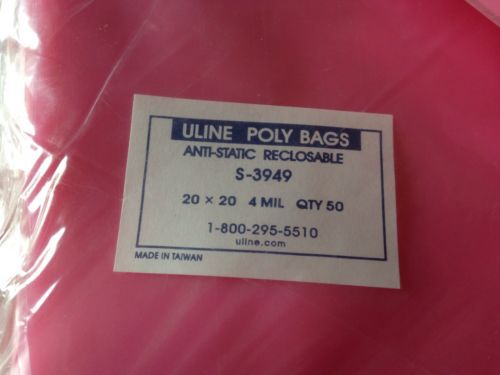 ULINE POLY BAGS
ANTI-STATIC RECLOSABLE
S-3949
20 × 20 4 MIL QTY 50
1-800-295-5510
uline.com
MADE IN TAIWAN